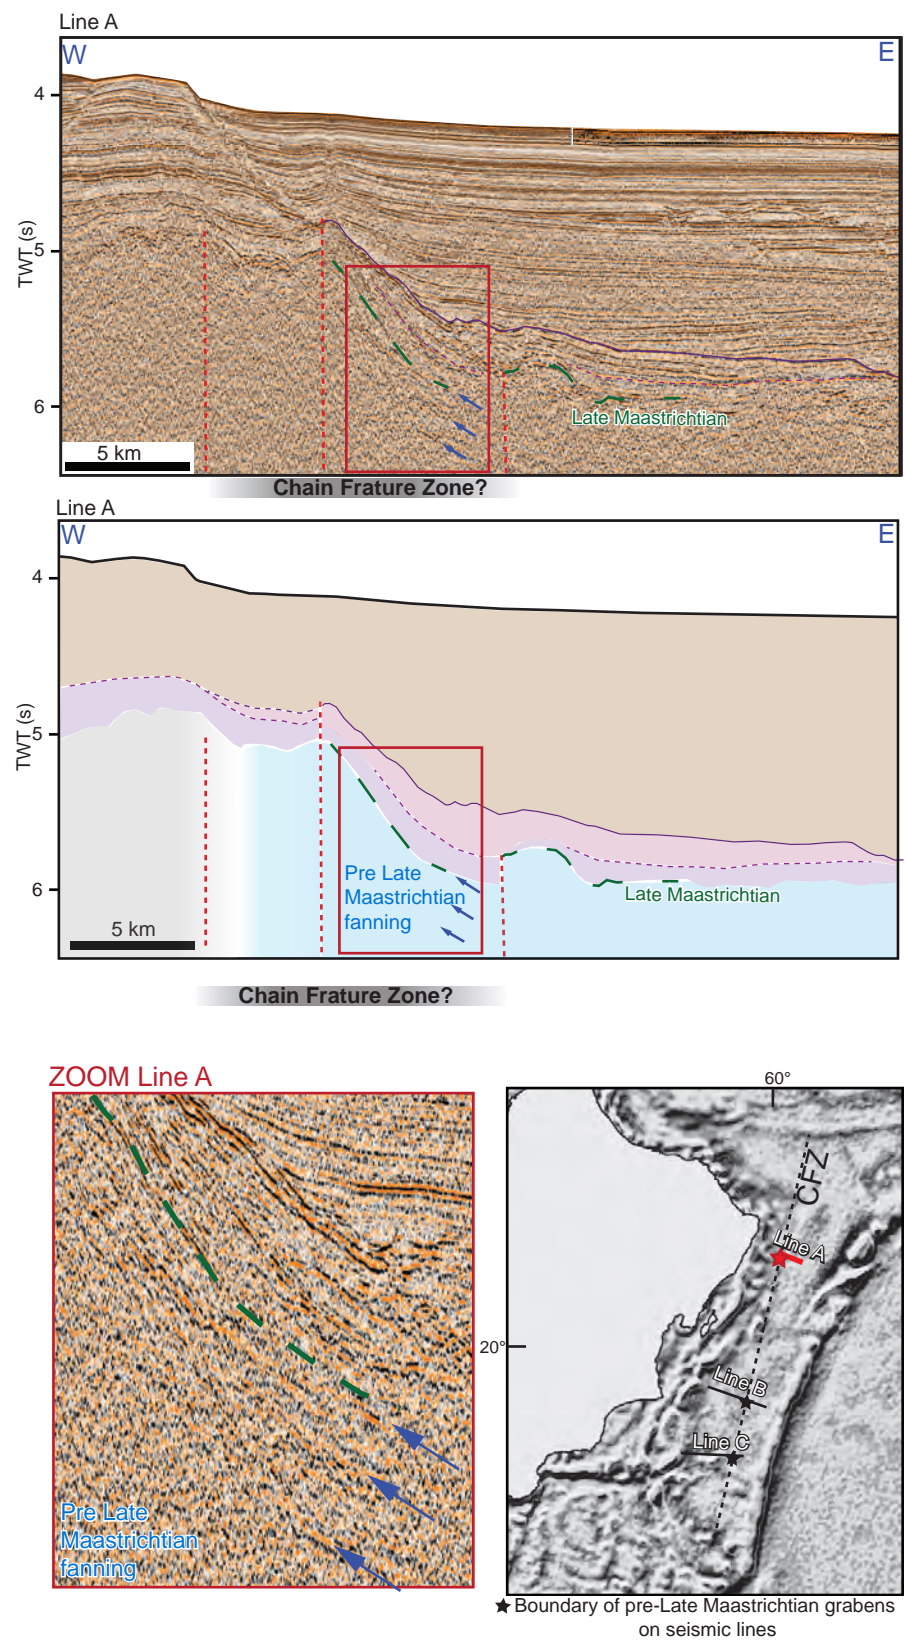 Line A
W
E
4
TWT (s)
5
6
Late Maastrichtian
5 km
Chain Frature Zone?
Line A
W
E
4
TWT (s)
5
6
Pre Late
Maastrichtian
fanning
Late Maastrichtian
5 km
Chain Frature Zone?
ZOOM Line A
Pre Late
Maastrichtian
fanning
60°
CFZ
Line A
20°
Line B
Line C
★ Boundary of pre-Late Maastrichtian grabens
on seismic lines